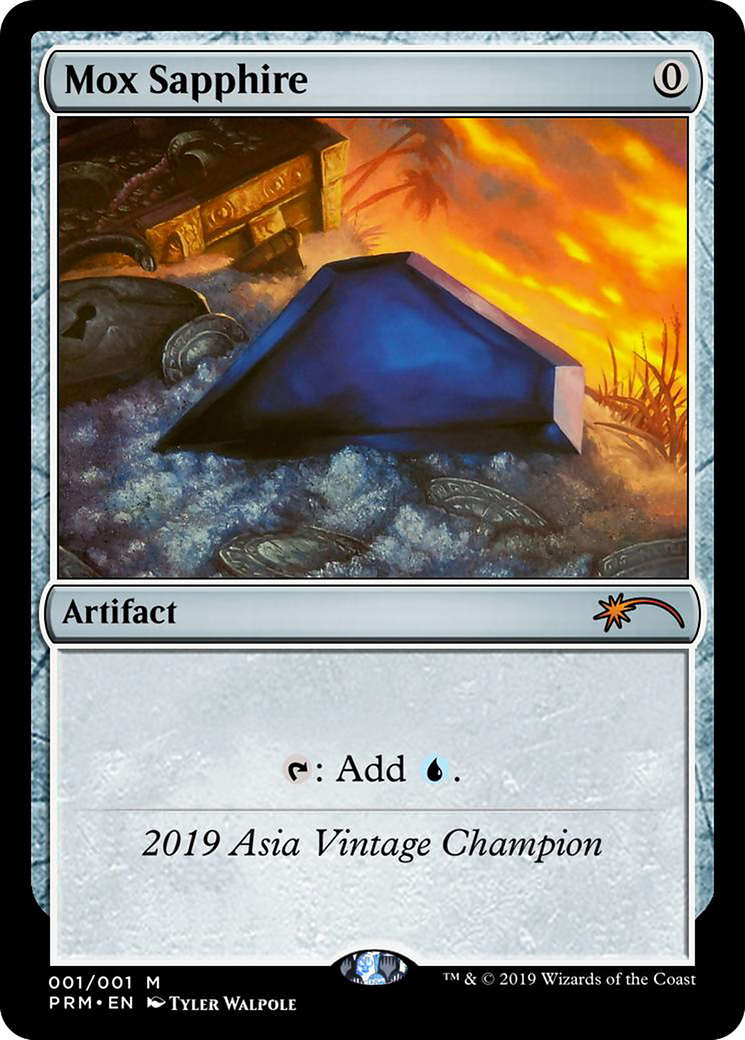 Mox Sapphire 0
Artifact
: Add .
2019 Asia Vintage Champion
001/001 M
PRM • EN Tyler Walpole
™ & © 2019 Wizards of the Coast